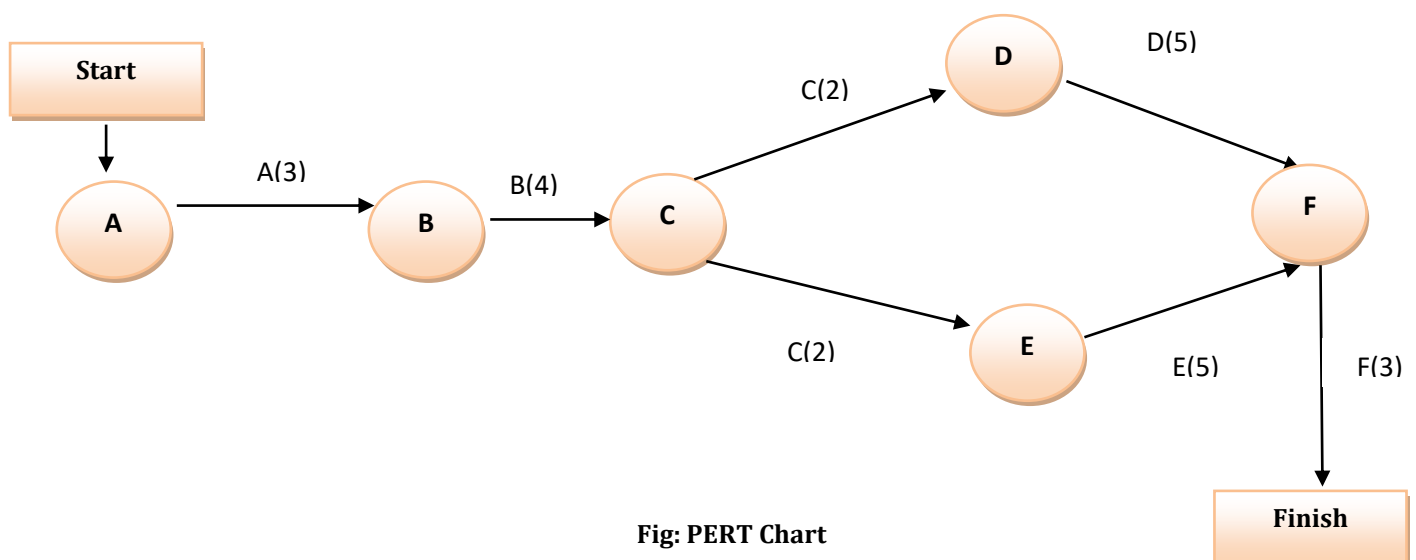 Start
D
D(5)
C(2)
A(3)
B(4)
A
B
C
F
C(2)
E
E(5)
F(3)
Finish
Fig: PERT Chart